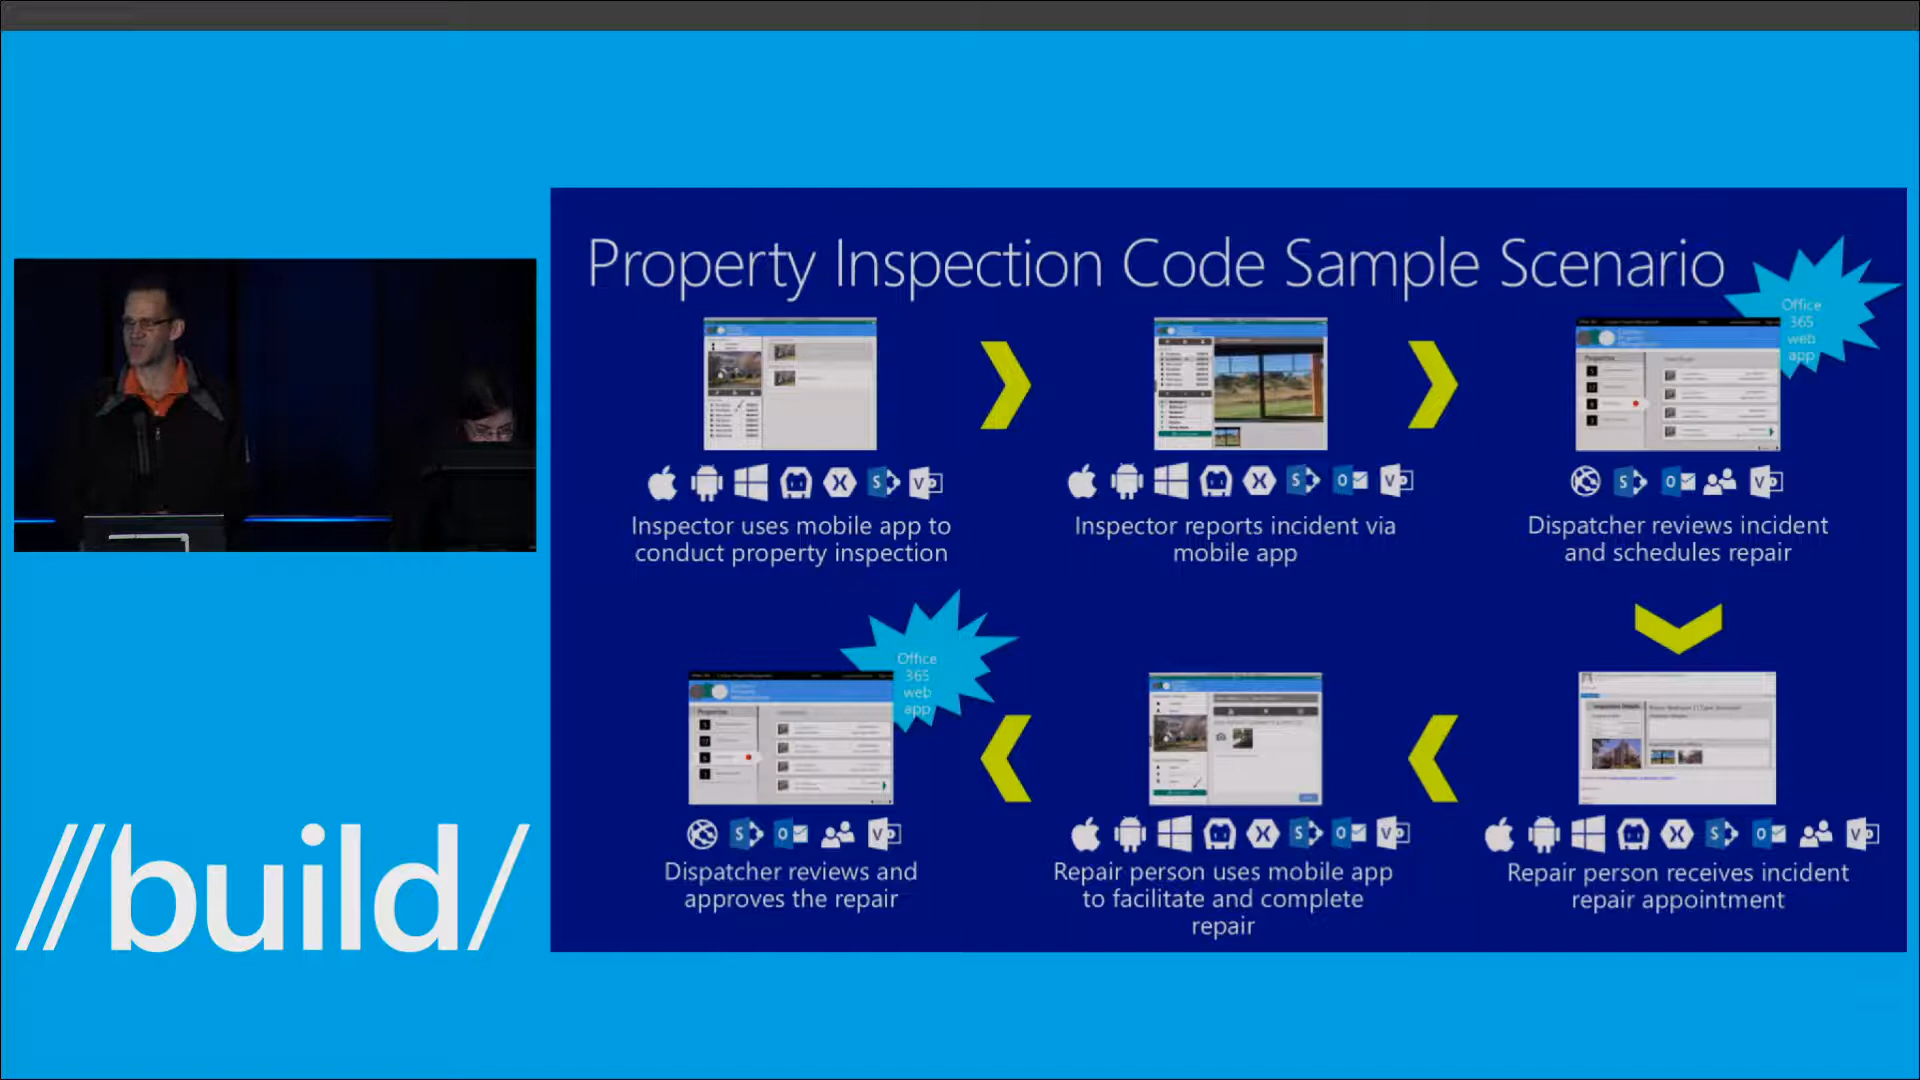 Property Inspection Code Sample Scenario
Office
365
web
app
Inspector uses mobile app to
conduct property inspection
Inspector reports incident via
mobile app
Dispatcher reviews incident
and schedules repair
Office
365
web
app
Dispatcher reviews and
approves the repair
Repair person uses mobile app
to facilitate and complete
repair
Repair person receives incident
repair appointment
//build/